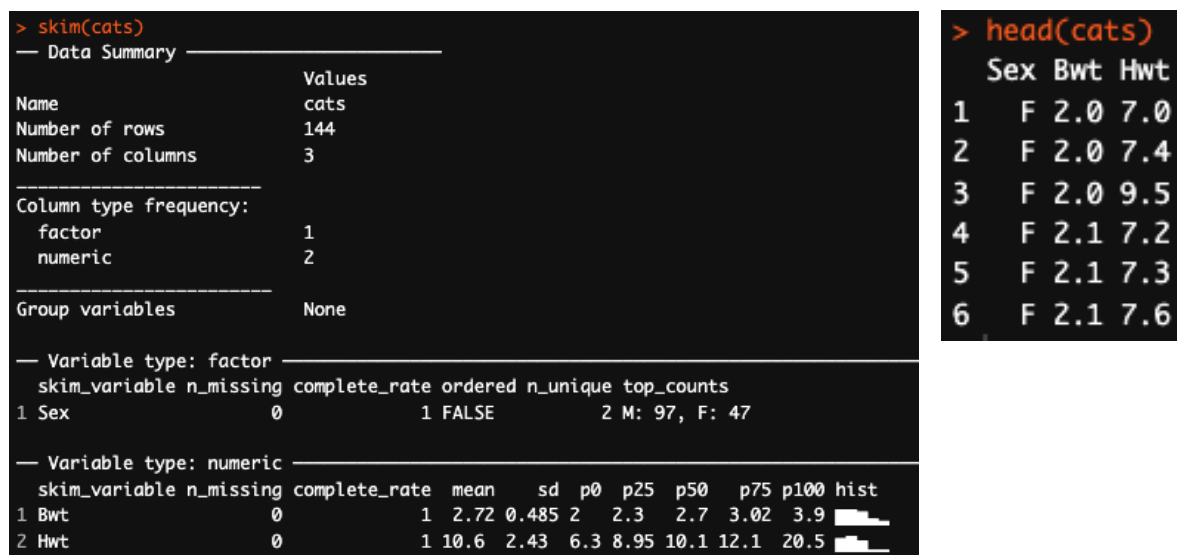 > skim(cats)
── Data Summary ────────────────────────
                           Values
Name                       cats
Number of rows             144
Number of columns          3
_______________________
Column type frequency:
  factor                   1
  numeric                  2
________________________
Group variables            None
── Variable type: factor ────────────────────────
  skim_variable n_missing complete_rate ordered n_unique top_counts
1 Sex                   0             1 FALSE          2 M: 97, F: 47
── Variable type: numeric ────────────────────────
  skim_variable n_missing complete_rate  mean    sd  p0  p25  p50   p75 p100 hist
1 Bwt                   0             1  2.72 0.485 2   2.3   2.7  3.02  3.9
2 Hwt                   0             1 10.6  2.43  6.3 8.95 10.1 12.1  20.5
> head(cats)
  Sex Bwt Hwt
1   F 2.0 7.0
2   F 2.0 7.4
3   F 2.0 9.5
4   F 2.1 7.2
5   F 2.1 7.3
6   F 2.1 7.6